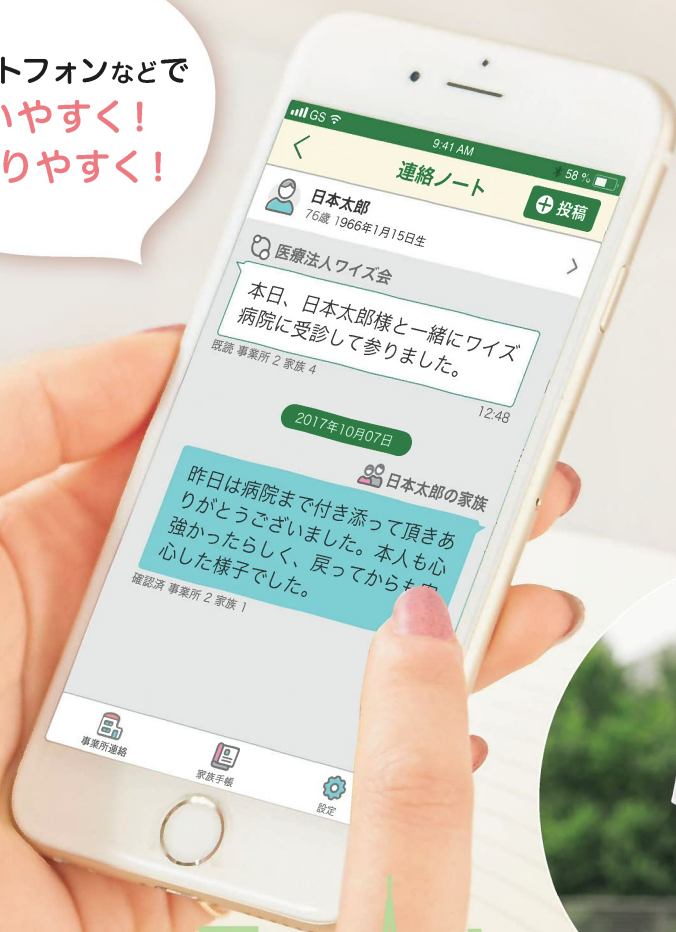 トフォンなどで
いやすく!
りやすく!
GS
9:41 AM
58 %
連絡ノート
投稿
日本太郎
76歳 1966年1月15日生
医療法人ワイズ会
本日、日本太郎様と一緒にワイズ
病院に受診して参りました。
既読 事業所 2 家族 4
12:48
2017年10月07日
日本太郎の家族
昨日は病院まで付き添って頂きあ
りがとうございました。本人も心
強かったらしく、戻ってからも
心した様子でした。
確認済 事業所 2 家族 1
事業所連絡
家族手帳
設定